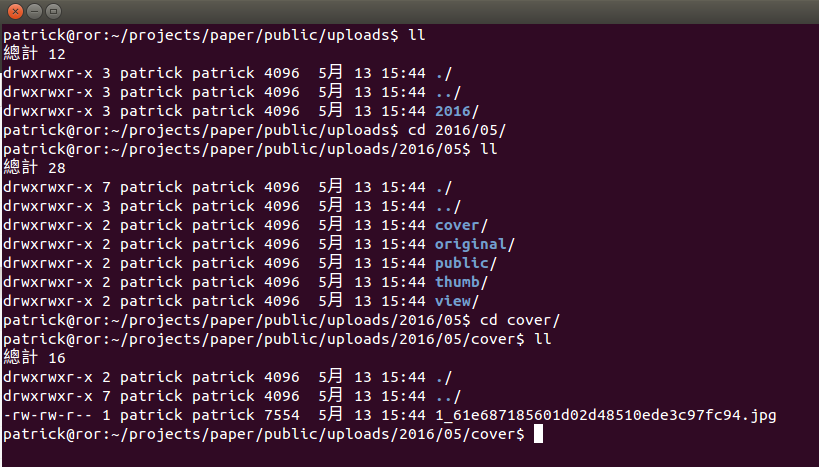 patrick@ror:~/projects/paper/public/uploads$ ll
總計 12
drwxrwxr-x 3 patrick patrick 4096  5月 13 15:44 ./
drwxrwxr-x 3 patrick patrick 4096  5月 13 15:44 ../
drwxrwxr-x 3 patrick patrick 4096  5月 13 15:44 2016/
patrick@ror:~/projects/paper/public/uploads$ cd 2016/05/
patrick@ror:~/projects/paper/public/uploads/2016/05$ ll
總計 28
drwxrwxr-x 7 patrick patrick 4096  5月 13 15:44 ./
drwxrwxr-x 3 patrick patrick 4096  5月 13 15:44 ../
drwxrwxr-x 2 patrick patrick 4096  5月 13 15:44 cover/
drwxrwxr-x 2 patrick patrick 4096  5月 13 15:44 original/
drwxrwxr-x 2 patrick patrick 4096  5月 13 15:44 public/
drwxrwxr-x 2 patrick patrick 4096  5月 13 15:44 thumb/
drwxrwxr-x 2 patrick patrick 4096  5月 13 15:44 view/
patrick@ror:~/projects/paper/public/uploads/2016/05$ cd cover/
patrick@ror:~/projects/paper/public/uploads/2016/05/cover$ ll
總計 16
drwxrwxr-x 2 patrick patrick 4096  5月 13 15:44 ./
drwxrwxr-x 7 patrick patrick 4096  5月 13 15:44 ../
-rw-rw-r-- 1 patrick patrick 7554  5月 13 15:44 1_61e687185601d02d48510ede3c97fc94.jpg
patrick@ror:~/projects/paper/public/uploads/2016/05/cover$